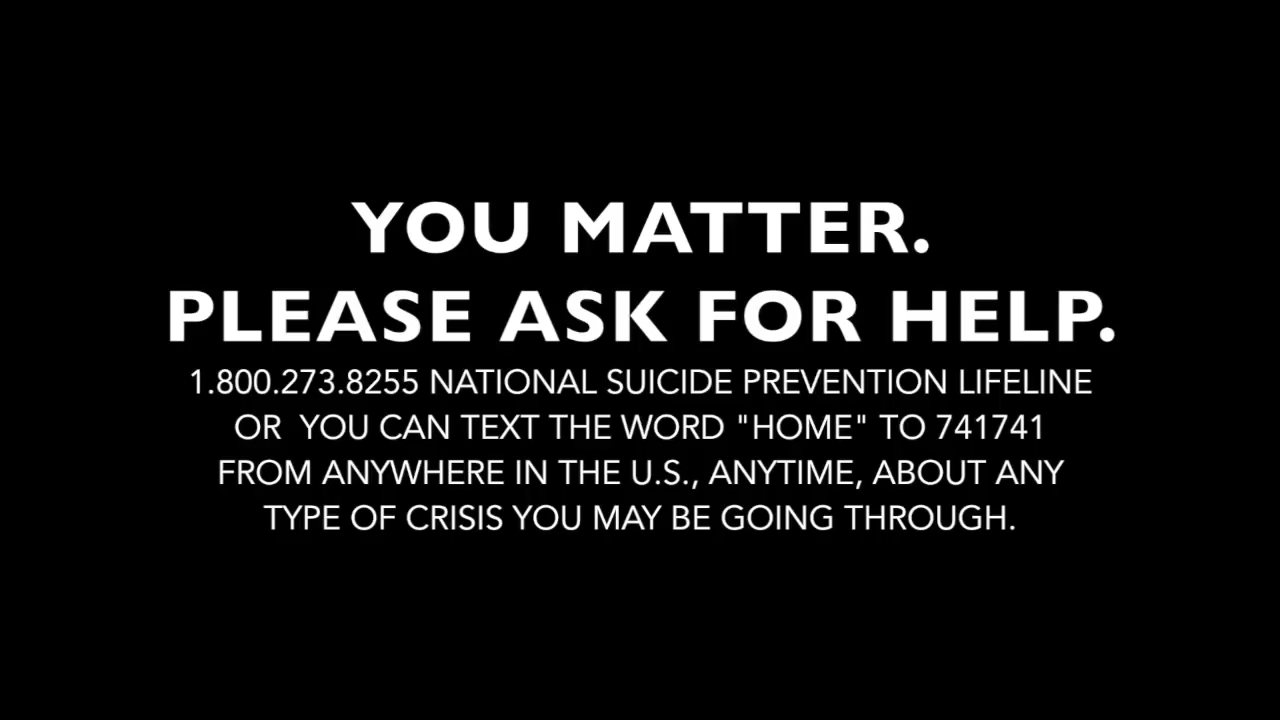 YOU MATTER.
PLEASE ASK FOR HELP.
1.800.273.8255 NATIONAL SUICIDE PREVENTION LIFELINE
OR  YOU CAN TEXT THE WORD "HOME" TO 741741
FROM ANYWHERE IN THE U.S., ANYTIME, ABOUT ANY
TYPE OF CRISIS YOU MAY BE GOING THROUGH.